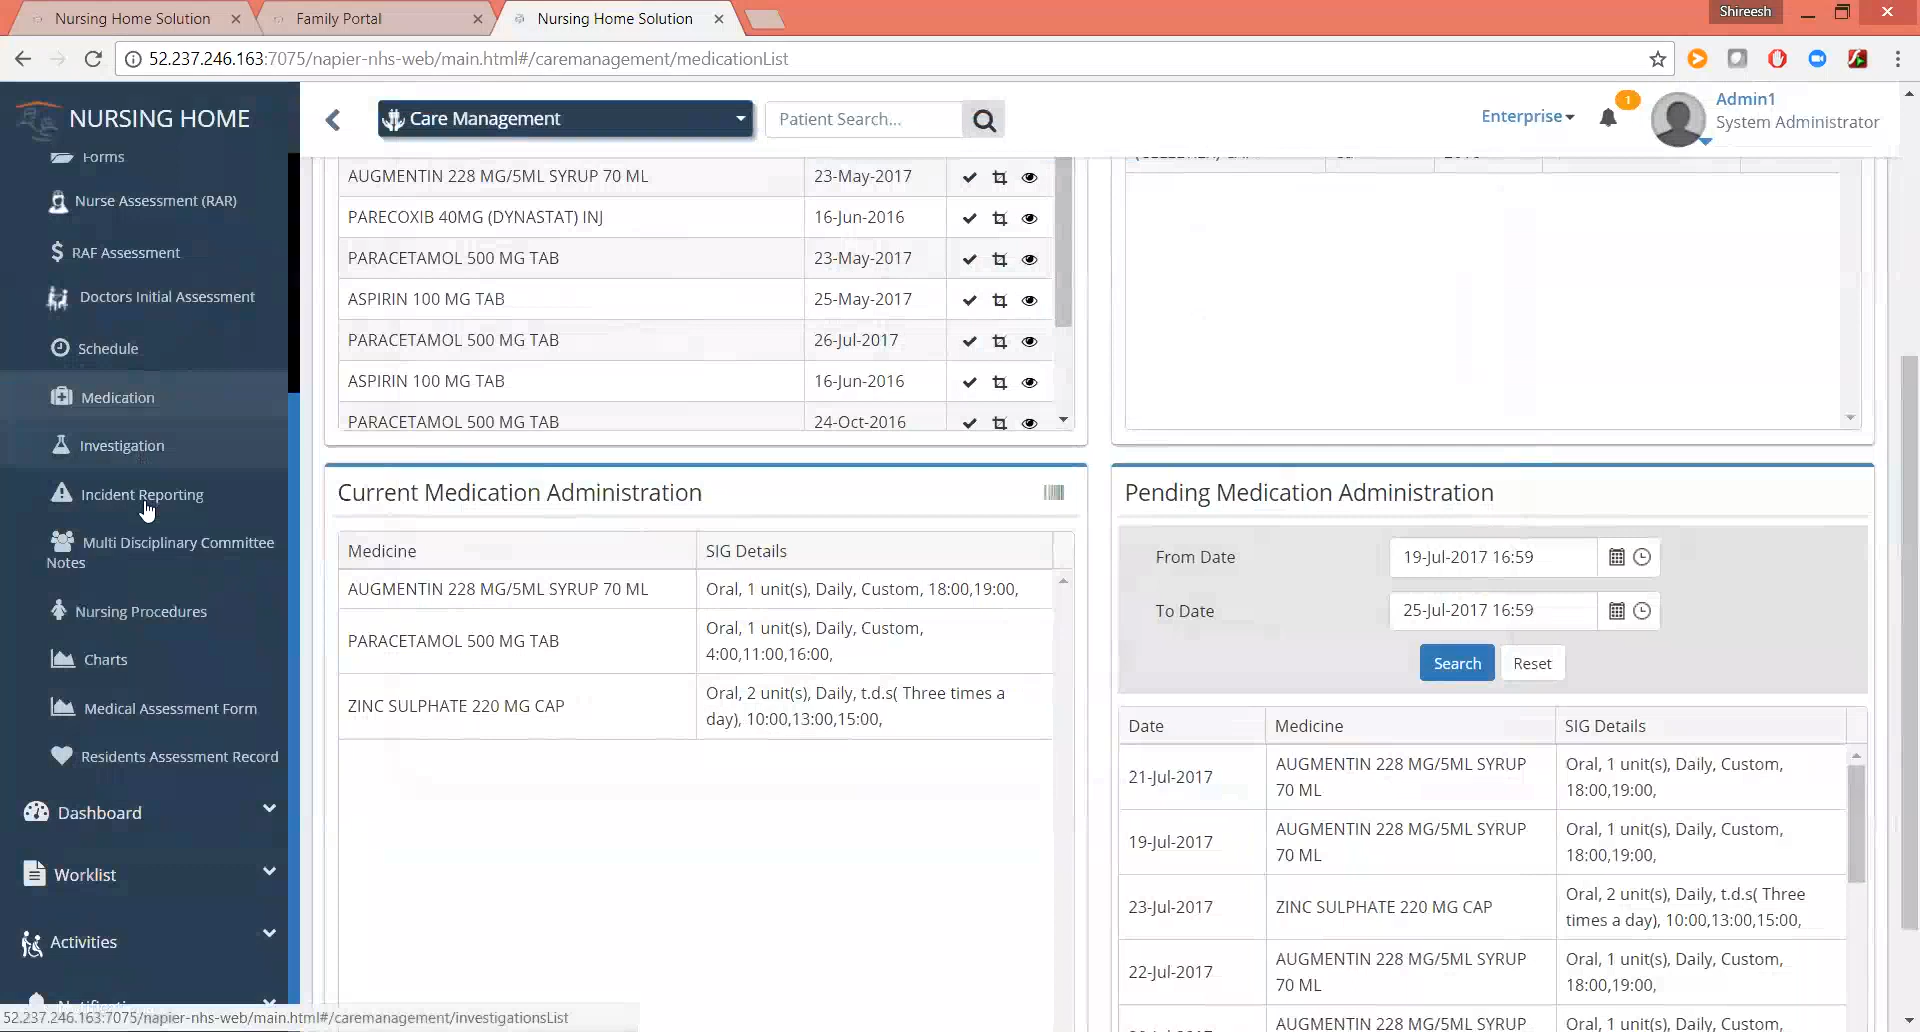 Nursing Home Solution
Family Portal
Nursing Home Solution
Shireesh
52.237.246.163:7075/napier-nhs-web/main.html#/caremanagement/medicationList
NURSING HOME
Care Management
Patient Search...
Enterprise
1
Admin1
System Administrator
Forms
Nurse Assessment (RAR)
RAF Assessment
Doctors Initial Assessment
Schedule
Medication
Investigation
Incident Reporting
Multi Disciplinary Committee
Notes
Nursing Procedures
Charts
Medical Assessment Form
Residents Assessment Record
Dashboard
Worklist
Activities
AUGMENTIN 228 MG/5ML SYRUP 70 ML 23-May-2017
PARECOXIB 40MG (DYNASTAT) INJ 16-Jun-2016
PARACETAMOL 500 MG TAB 23-May-2017
ASPIRIN 100 MG TAB 25-May-2017
PARACETAMOL 500 MG TAB 26-Jul-2017
ASPIRIN 100 MG TAB 16-Jun-2016
PARACETAMOL 500 MG TAB 24-Oct-2016
Current Medication Administration
Medicine SIG Details
AUGMENTIN 228 MG/5ML SYRUP 70 ML Oral, 1 unit(s), Daily, Custom, 18:00,19:00,
PARACETAMOL 500 MG TAB Oral, 1 unit(s), Daily, Custom,
4:00,11:00,16:00,
ZINC SULPHATE 220 MG CAP Oral, 2 unit(s), Daily, t.d.s( Three times a
day), 10:00,13:00,15:00,
Pending Medication Administration
From Date 19-Jul-2017 16:59
To Date 25-Jul-2017 16:59
Search Reset
Date Medicine SIG Details
21-Jul-2017 AUGMENTIN 228 MG/5ML SYRUP
70 ML Oral, 1 unit(s), Daily, Custom,
18:00,19:00,
19-Jul-2017 AUGMENTIN 228 MG/5ML SYRUP
70 ML Oral, 1 unit(s), Daily, Custom,
18:00,19:00,
23-Jul-2017 ZINC SULPHATE 220 MG CAP Oral, 2 unit(s), Daily, t.d.s( Three
times a day), 10:00,13:00,15:00,
22-Jul-2017 AUGMENTIN 228 MG/5ML SYRUP
70 ML Oral, 1 unit(s), Daily, Custom,
18:00,19:00,
AUGMENTIN 228 MG/5ML SYRUP Oral, 1 unit(s), Daily, Custom,
52.237.246.163:7075/napier-nhs-web/main.html#/caremanagement/investigationsList